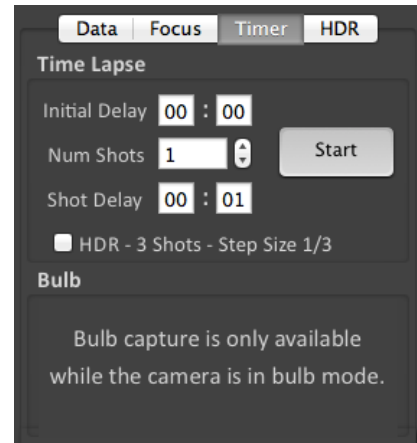 Data Focus Timer HDR
Time Lapse
Initial Delay 00 : 00
Num Shots 1
Start
Shot Delay 00 : 01
HDR - 3 Shots - Step Size 1/3
Bulb
Bulb capture is only available
while the camera is in bulb mode.